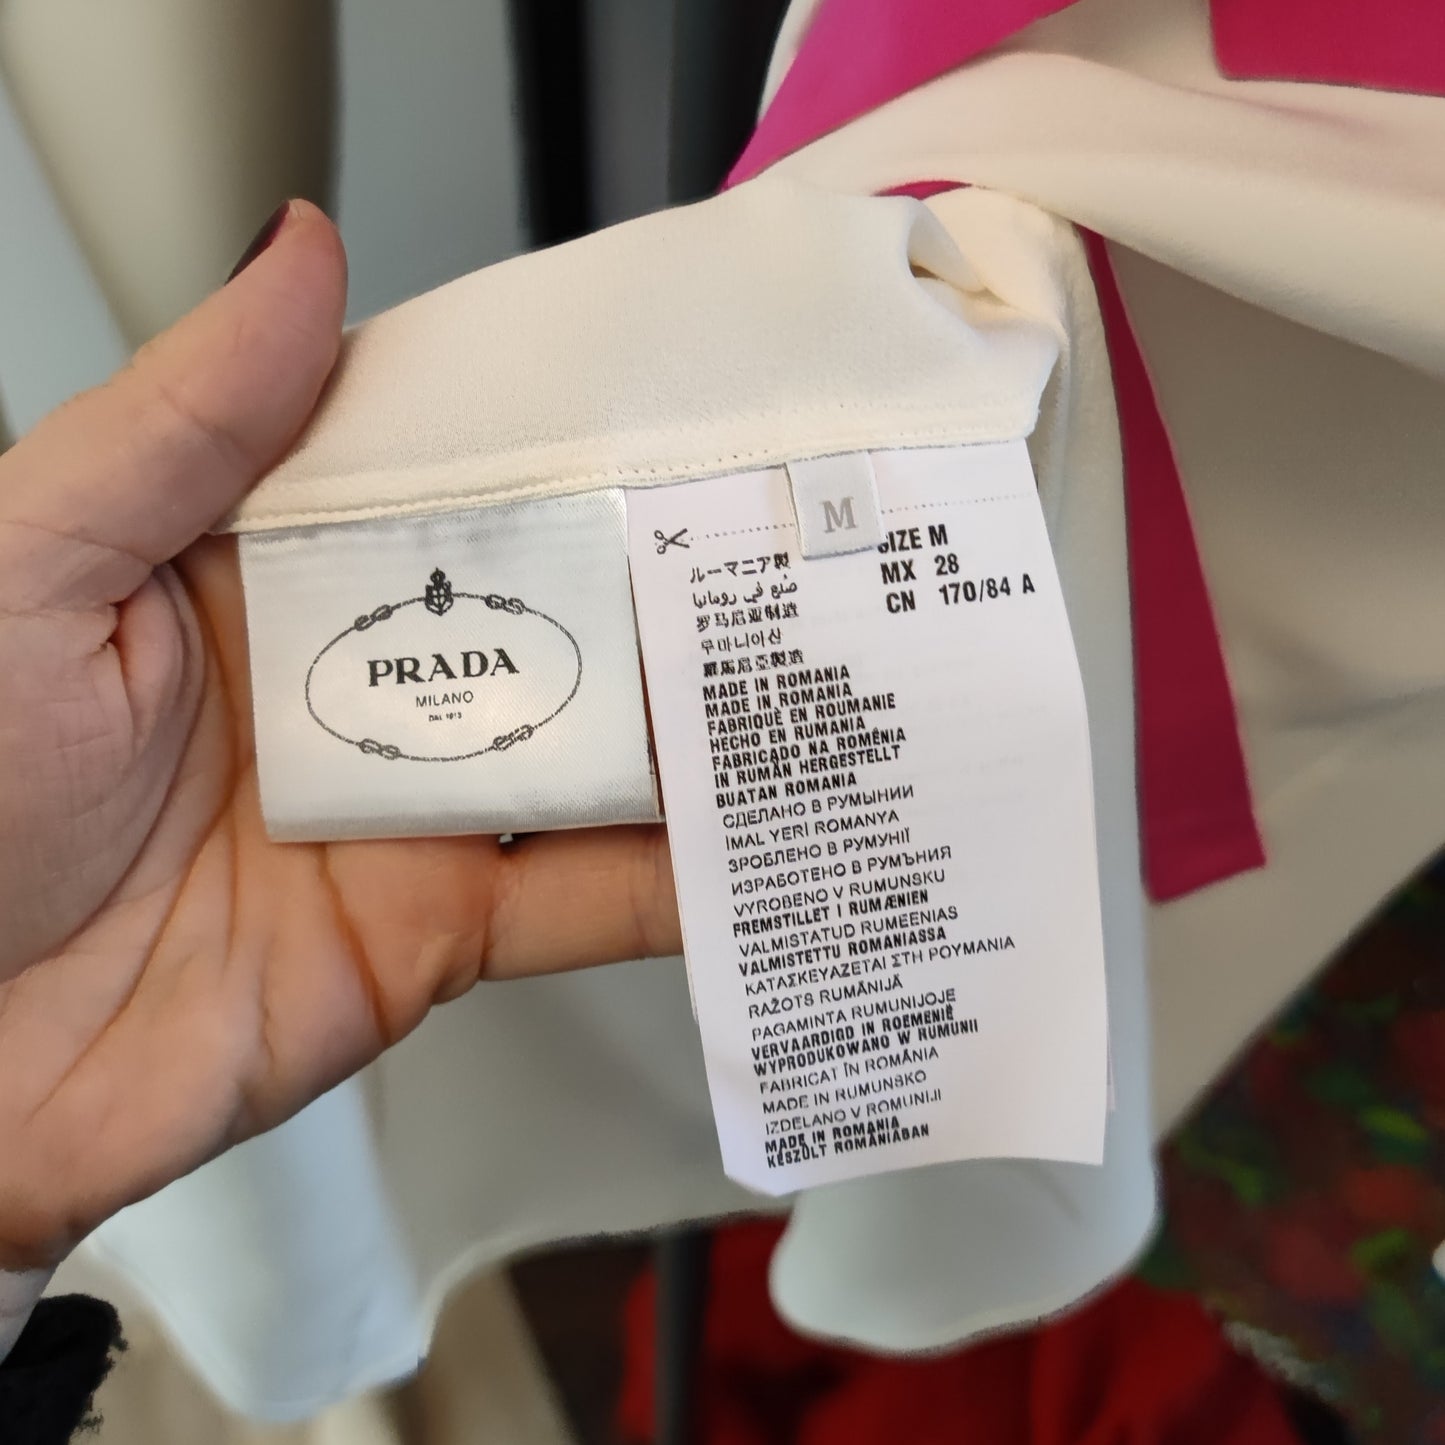 PRADA
MILANO
DAL 1913
M
SIZE M
MX 28
CN 170/84 A
ルーマニア製
صنع في رومانيا
罗马尼亚制造
루마니아산
羅馬尼亞製造
MADE IN ROMANIA
MADE IN ROMANIA
FABRIQUÈ EN ROUMANIE
HECHO EN RUMANIA
FABRICADO NA ROMÊNIA
IN RUMÄN HERGESTELLT
BUATAN ROMANIA
СДЕЛАНО В РУМЫНИИ
İMAL YERİ ROMANYA
ЗРОБЛЕНО В РУМУНІЇ
ИЗРАБОТЕНО В РУМЪНИЯ
VYROBENO V RUMUNSKU
FREMSTILLET I RUMÆNIEN
VALMISTATUD RUMEENIAS
VALMISTETTU ROMANIASSA
ΚΑΤΑΣΚΕΥΑΖΕΤΑΙ ΣΤΗ ΡΟΥΜΑΝΙΑ
RAŽOTS RUMĀNIJĀ
PAGAMINTA RUMUNIJOJE
VERVAARDIGD IN ROEMENIË
WYPRODUKOWANO W RUMUNII
FABRICAT ÎN ROMÂNIA
MADE IN RUMUNSKO
IZDELANO V ROMUNIJI
MADE IN ROMANIA
KÉSZÜLT ROMÁNIÁBAN